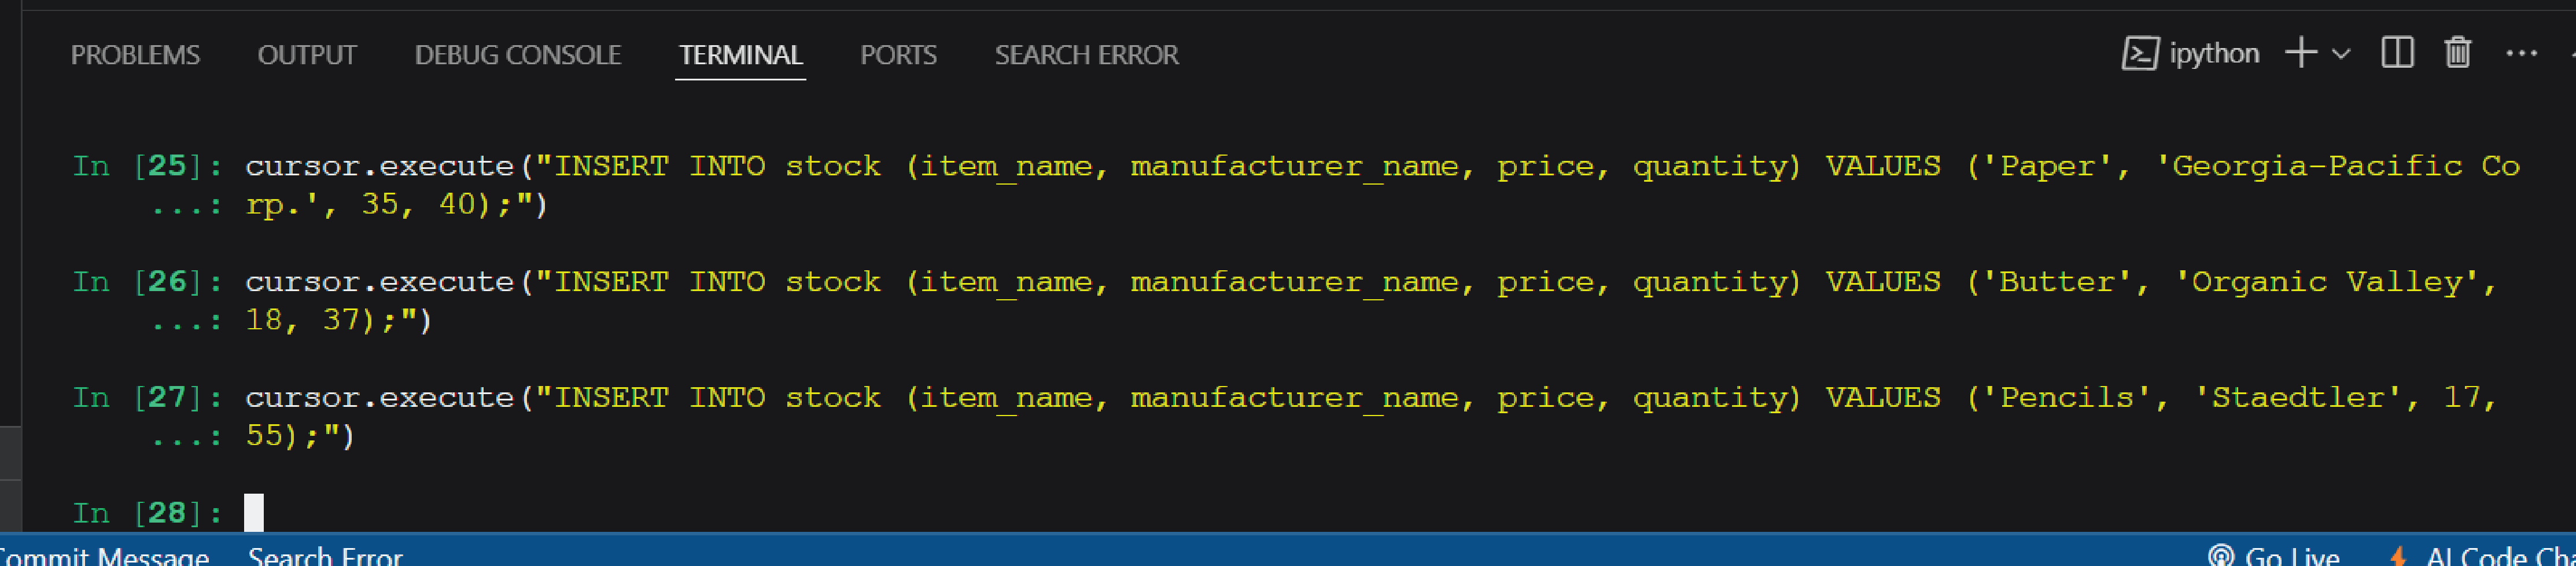 PROBLEMS OUTPUT DEBUG CONSOLE TERMINAL PORTS SEARCH ERROR ipython
In [25]: cursor.execute("INSERT INTO stock (item_name, manufacturer_name, price, quantity) VALUES ('Paper', 'Georgia-Pacific Co
...: rp.', 35, 40);")
In [26]: cursor.execute("INSERT INTO stock (item_name, manufacturer_name, price, quantity) VALUES ('Butter', 'Organic Valley',
...: 18, 37);")
In [27]: cursor.execute("INSERT INTO stock (item_name, manufacturer_name, price, quantity) VALUES ('Pencils', 'Staedtler', 17,
...: 55);")
In [28]:
Commit Message Search Error Go Live AI Code Cha